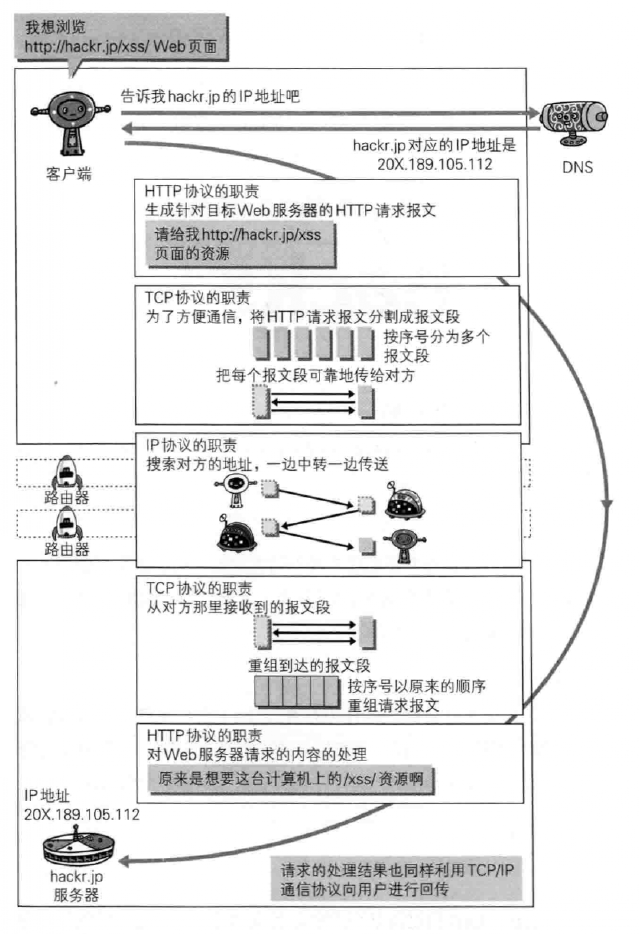 我想浏览
http://hackr.jp/xss/ Web页面
告诉我hackr.jp的IP地址吧
hackr.jp对应的IP地址是
20X.189.105.112
客户端
DNS
HTTP协议的职责
生成针对目标Web服务器的HTTP请求报文
请给我http://hackr.jp/xss
页面的资源
TCP协议的职责
为了方便通信，将HTTP请求报文分割成报文段
按序号分为多个
报文段
把每个报文段可靠地传给对方
IP协议的职责
搜索对方的地址，一边中转一边传送
路由器
路由器
TCP协议的职责
从对方那里接收到的报文段
重组到达的报文段
按序号以原来的顺序
重组请求报文
HTTP协议的职责
对Web服务器请求的内容的处理
原来是想要这台计算机上的/xss/资源啊
IP地址
20X.189.105.112
hackr.jp
服务器
请求的处理结果也同样利用TCP/IP
通信协议向用户进行回传